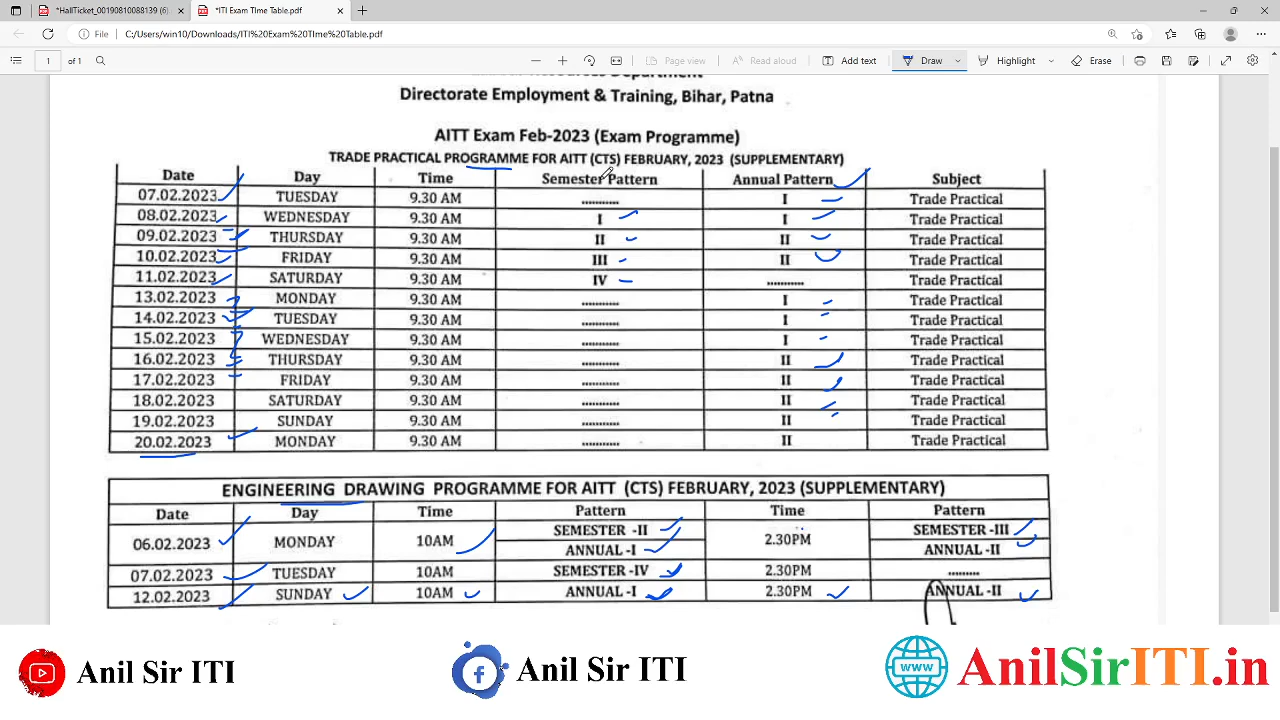 *HallTicket_00190810088139 (6)
*ITI Exam TIme Table.pdf
File C:/Users/win10/Downloads/ITI%20Exam%20TIme%20Table.pdf
1 of 1 Page view Read aloud Add text Draw Highlight Erase
Directorate Employment & Training, Bihar, Patna
AITT Exam Feb-2023 (Exam Programme)
TRADE PRACTICAL PROGRAMME FOR AITT (CTS) FEBRUARY, 2023 (SUPPLEMENTARY)
Date Day Time Semester Pattern Annual Pattern Subject
07.02.2023 TUESDAY 9.30 AM ............ I Trade Practical
08.02.2023 WEDNESDAY 9.30 AM I I Trade Practical
09.02.2023 THURSDAY 9.30 AM II II Trade Practical
10.02.2023 FRIDAY 9.30 AM III II Trade Practical
11.02.2023 SATURDAY 9.30 AM IV ............ Trade Practical
13.02.2023 MONDAY 9.30 AM ............ I Trade Practical
14.02.2023 TUESDAY 9.30 AM ............ I Trade Practical
15.02.2023 WEDNESDAY 9.30 AM ............ I Trade Practical
16.02.2023 THURSDAY 9.30 AM ............ II Trade Practical
17.02.2023 FRIDAY 9.30 AM ............ II Trade Practical
18.02.2023 SATURDAY 9.30 AM ............ II Trade Practical
19.02.2023 SUNDAY 9.30 AM ............ II Trade Practical
20.02.2023 MONDAY 9.30 AM ............ II Trade Practical
ENGINEERING DRAWING PROGRAMME FOR AITT (CTS) FEBRUARY, 2023 (SUPPLEMENTARY)
Date Day Time Pattern Time Pattern
06.02.2023 MONDAY 10AM SEMESTER -II 2.30PM SEMESTER -III
ANNUAL -I ANNUAL -II
07.02.2023 TUESDAY 10AM SEMESTER -IV 2.30PM .........
12.02.2023 SUNDAY 10AM ANNUAL -I 2.30PM ANNUAL -II
Anil Sir ITI
Anil Sir ITI
www
AnilSirITI.in